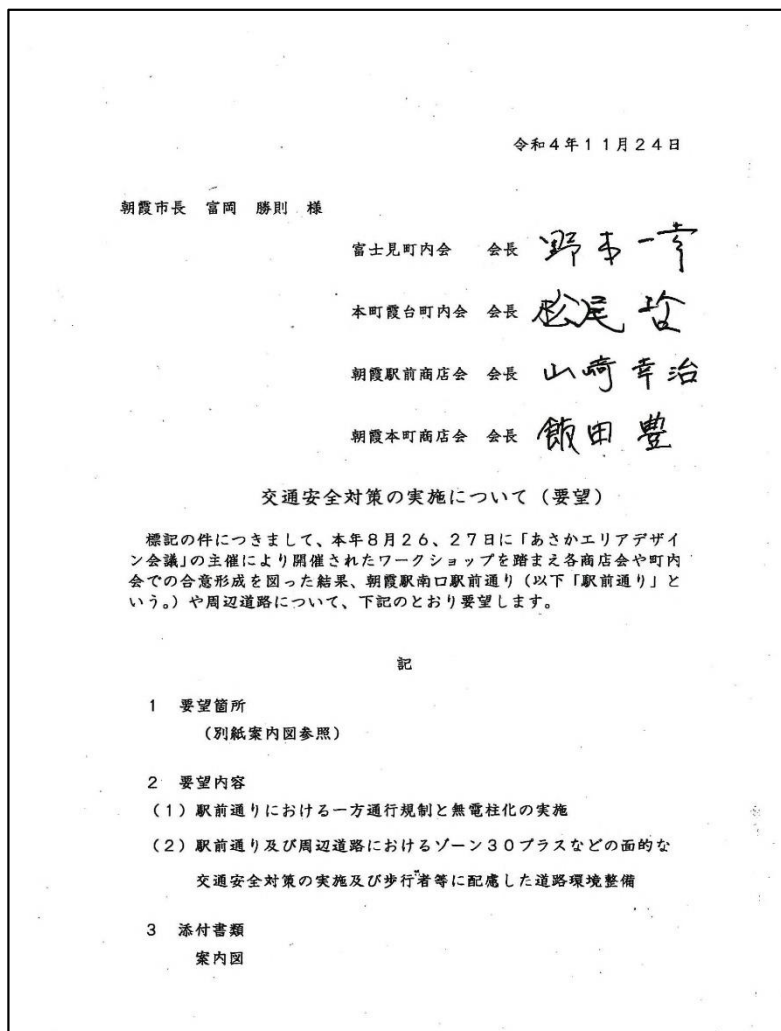 令和4年11月24日
朝霞市長　富岡　勝則　様
富士見町内会　会長　野本一幸
本町霞台町内会　会長　松尾哲
朝霞駅前商店会　会長　山﨑幸治
朝霞本町商店会　会長　飯田豊
交通安全対策の実施について（要望）
標記の件につきまして、本年8月26、27日に「あさかエリアデザイ
ン会議」の主催により開催されたワークショップを踏まえ各商店会や町内
会での合意形成を図った結果、朝霞駅南口駅前通り（以下「駅前通り」と
いう。）や周辺道路について、下記のとおり要望します。
記
1　要望箇所
（別紙案内図参照）
2　要望内容
（1）駅前通りにおける一方通行規制と無電柱化の実施
（2）駅前通り及び周辺道路におけるゾーン30プラスなどの面的な
交通安全対策の実施及び歩行者等に配慮した道路環境整備
3　添付書類
案内図